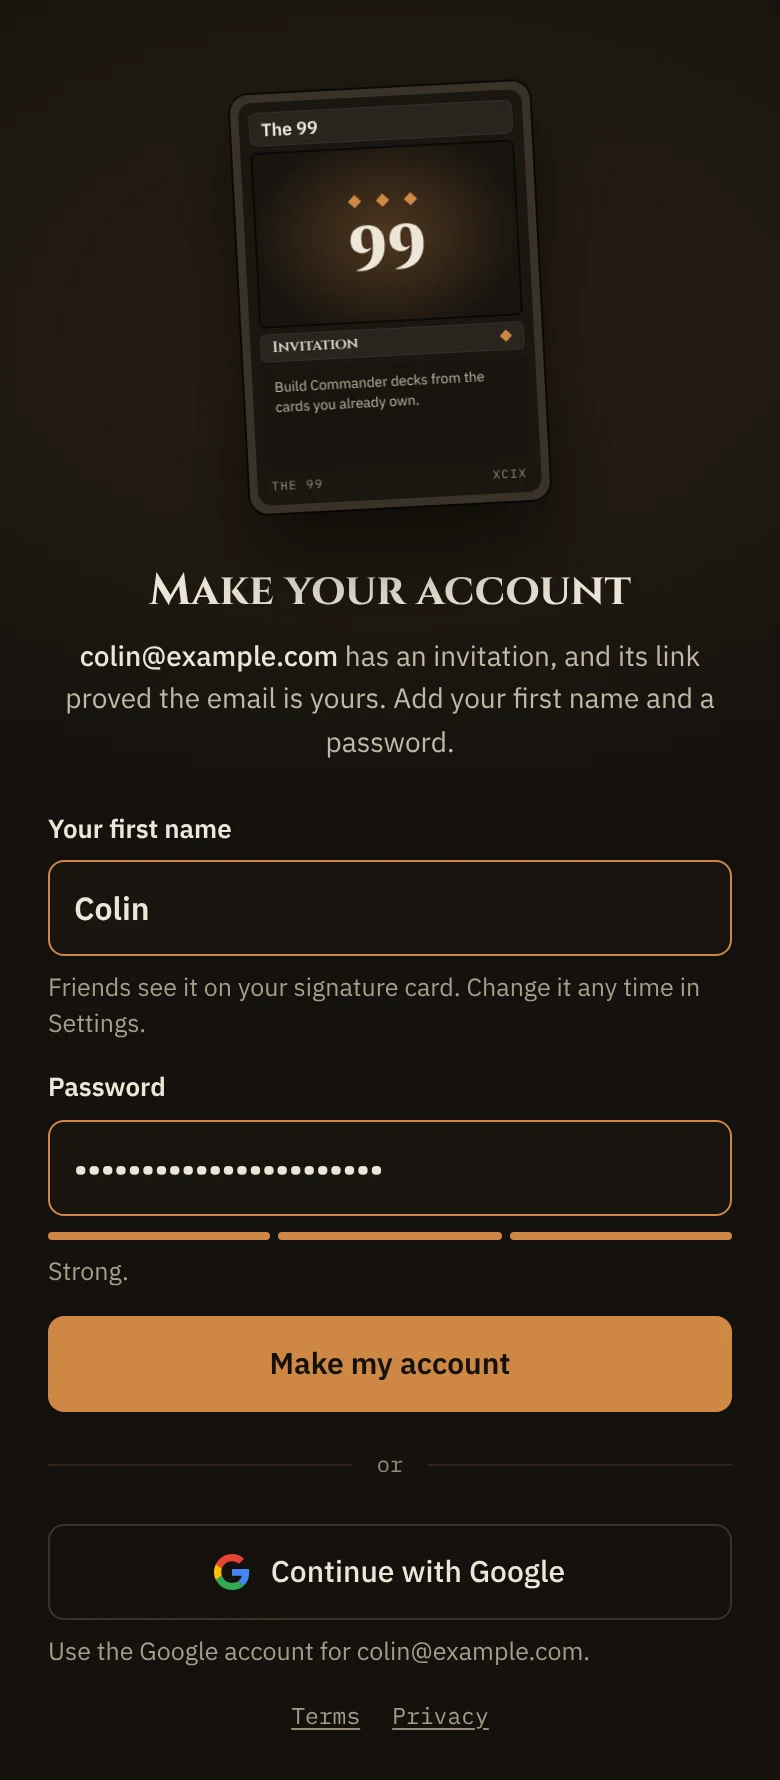 The 99
99
Invitation
Build Commander decks from the
cards you already own.
THE 99 XCIX
Make your account
colin@example.com has an invitation, and its link
proved the email is yours. Add your first name and a
password.
Your first name
Colin
Friends see it on your signature card. Change it any time in
Settings.
Password
•••••••••••••••••••••••
Strong.
Make my account
or
Continue with Google
Use the Google account for colin@example.com.
Terms Privacy